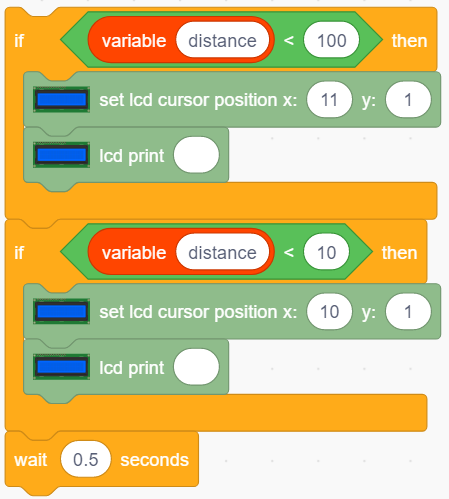 if variable distance < 100 then
set lcd cursor position x: 11 y: 1
lcd print
if variable distance < 10 then
set lcd cursor position x: 10 y: 1
lcd print
wait 0.5 seconds